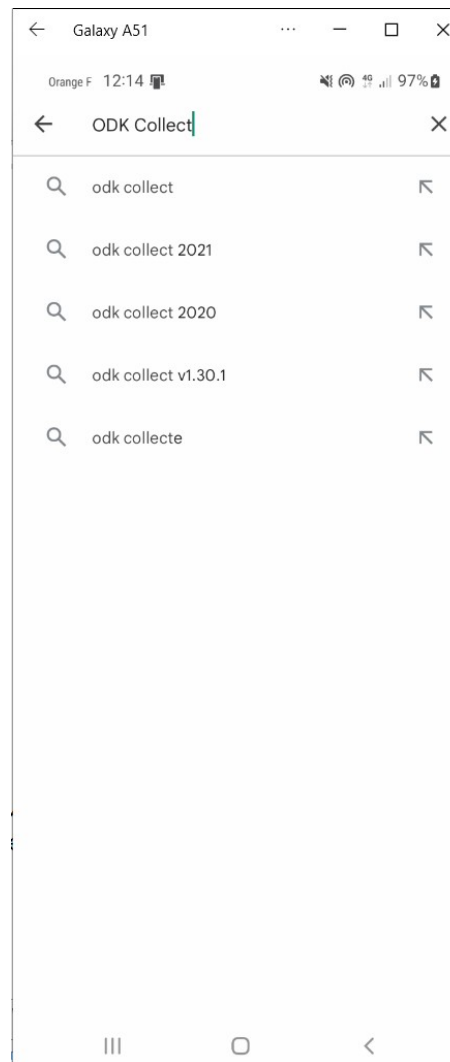 Galaxy A51
Orange F 12:14 4G 97%
ODK Collect
odk collect
odk collect 2021
odk collect 2020
odk collect v1.30.1
odk collecte